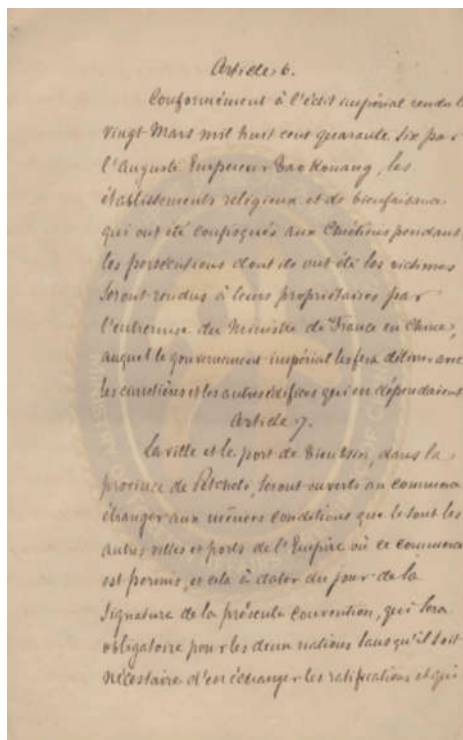 Article 6.
Conformément à l'édit impérial rendu le
vingt Mars mil huit cent quarante six par
l'Auguste Empereur Tao Kouang, les
établissements religieux et de bienfaisance
qui ont été confisqués aux Chrétiens pendant
les persécutions dont ils ont été les victimes
seront rendus à leurs propriétaires par
l'entremise du Ministre de France en Chine,
auquel le gouvernement impérial les fera délivrer avec
les cimetières et les autres édifices qui en dépendaient
Article 7.
La ville et le port de Tien Tsin, dans la
province de Petcheli, seront ouverts au commerce
étranger aux mêmes conditions que le sont les
autres villes et ports de l'Empire où ce commerce
est permis, et cela à dater du jour de la
signature de la présente convention, qui sera
obligatoire pour les deux nations sans qu'il soit
nécessaire d'en échanger les ratifications et qui